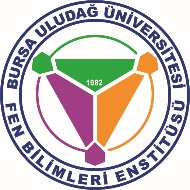 BURSA ULUDAĞ ÜNİVERSİTESİ
1982
FEN BİLİMLERİ ENSTİTÜSÜ